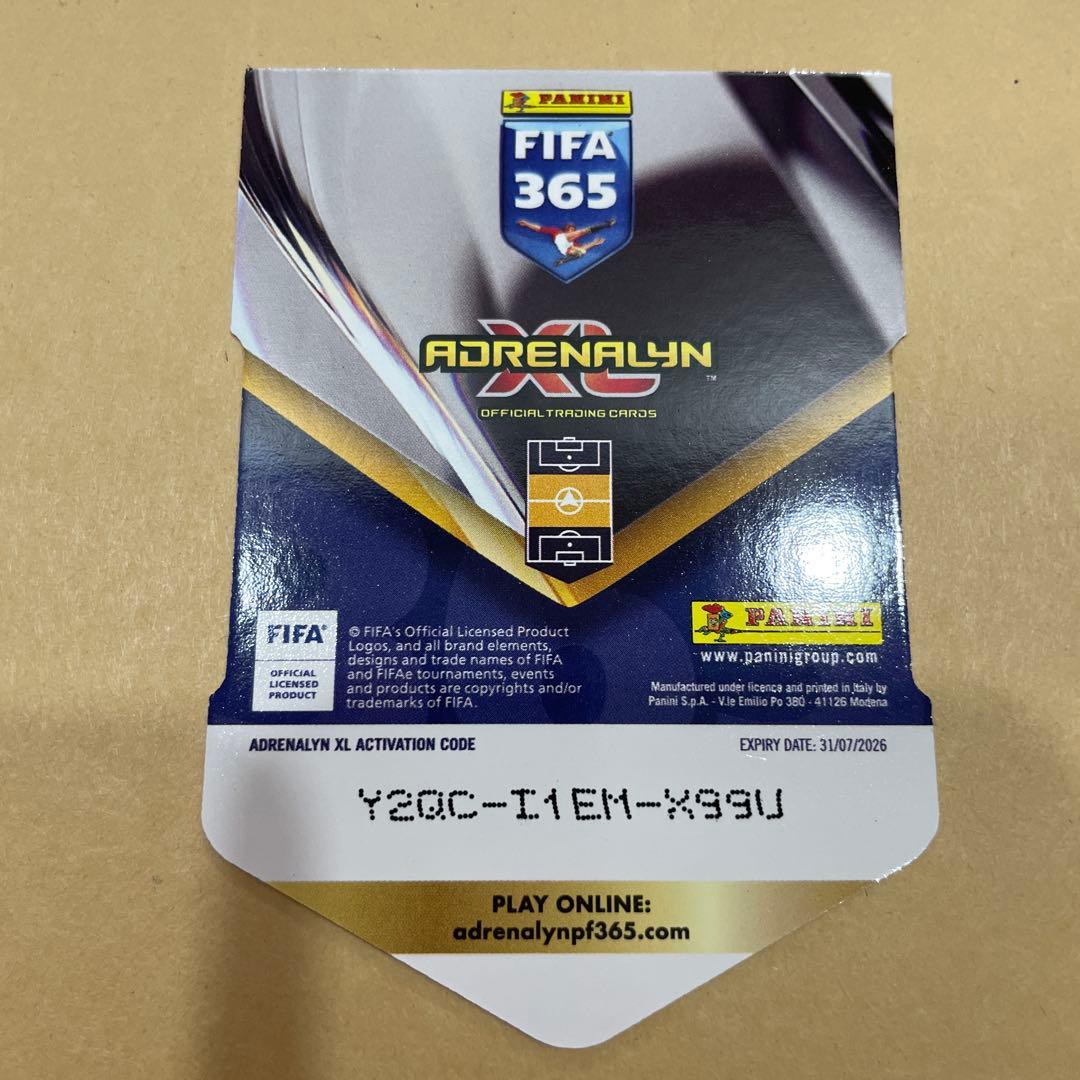 PANINI
FIFA
365
ADRENALYN
XL
™
OFFICIAL TRADING CARDS
FIFA®
OFFICIAL
LICENSED
PRODUCT
© FIFA's Official Licensed Product
Logos, and all brand elements,
designs and trade names of FIFA
and FIFAe tournaments, events
and products are copyrights and/or
trademarks of FIFA.
PANINI
www.paninigroup.com
Manufactured under licence and printed in Italy by
Panini S.p.A. - V.le Emilio Po 380 - 41126 Modena
ADRENALYN XL ACTIVATION CODE
EXPIRY DATE: 31/07/2026
Y2QC-I1EM-X99U
PLAY ONLINE:
adrenalynpf365.com